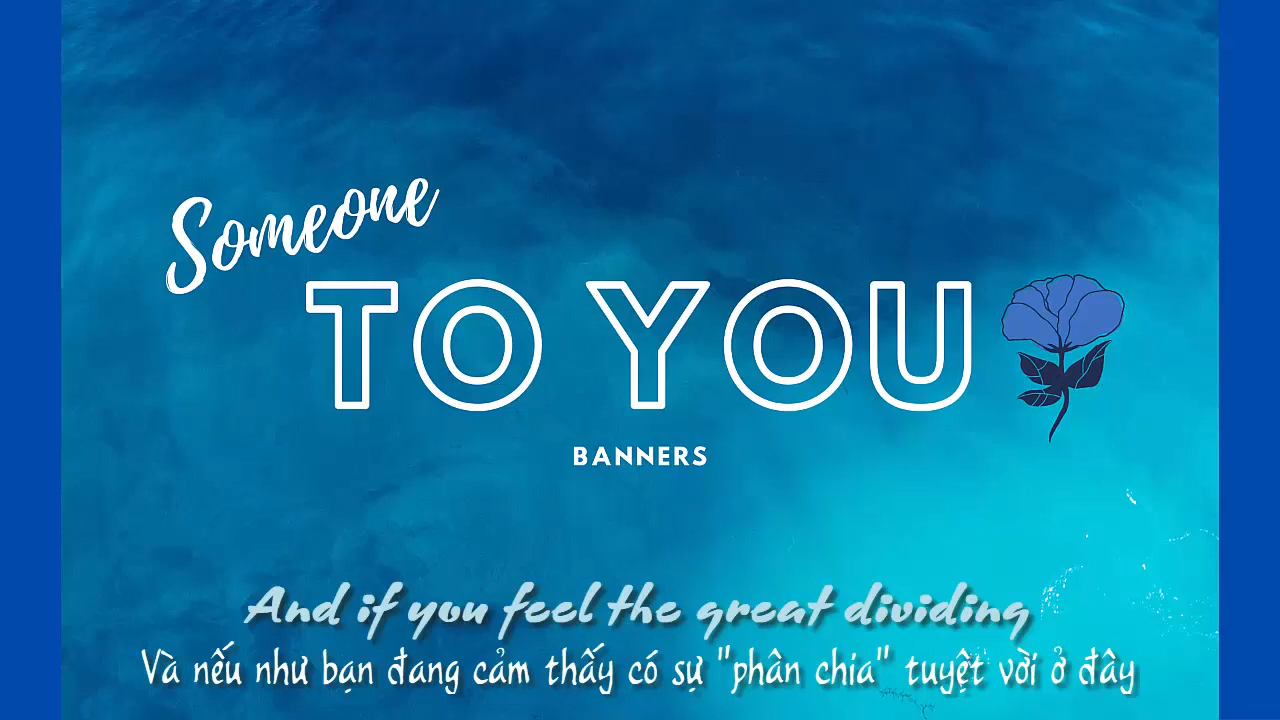 Someone
TO YOU
BANNERS
And if you feel the great dividing
Và nếu như bạn đang cảm thấy có sự "phân chia" tuyệt vời ở đây